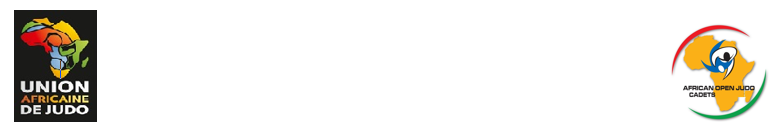 UNION
AFRICAINE
DE JUDO
AFRICAN OPEN JUDO
CADETS